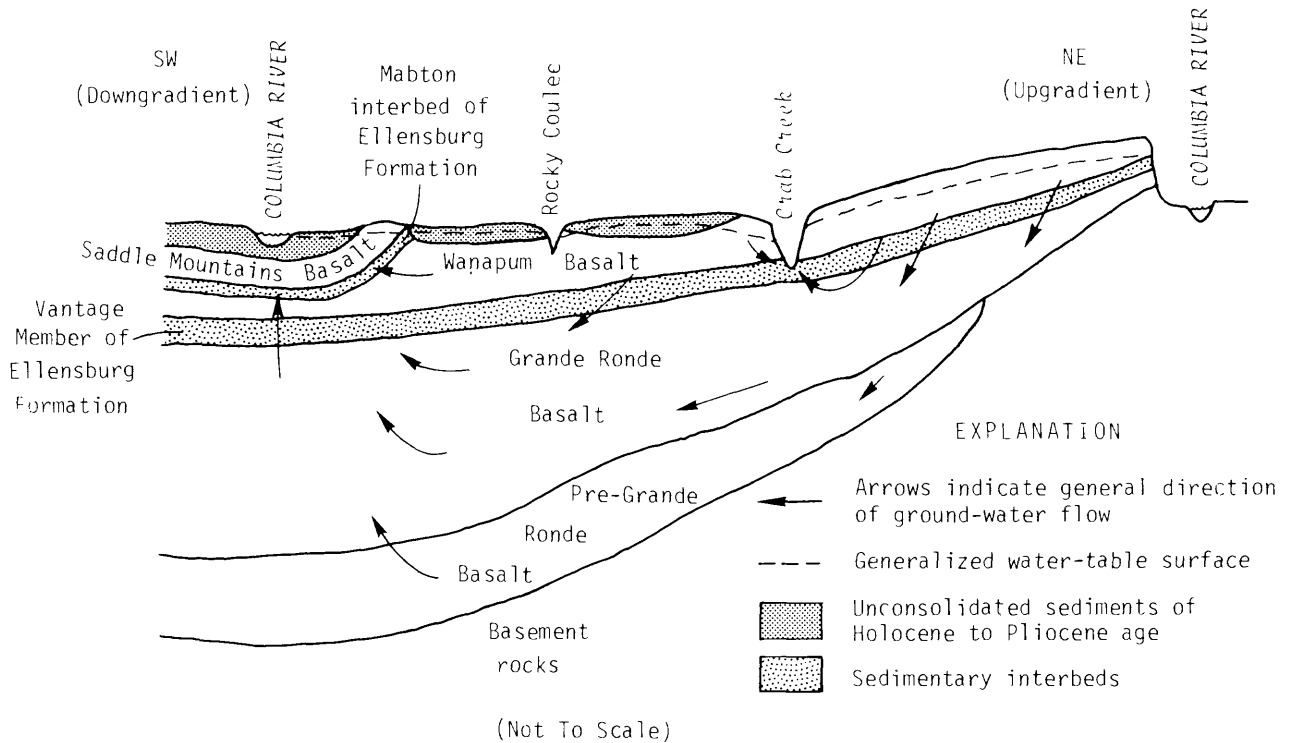 SW
(Downgradient)
COLUMBIA RIVER
Mabton
interbed of
Ellensburg
Formation
Rocky Coulee
Crab Creek
NE
(Upgradient)
COLUMBIA RIVER
Saddle Mountains Basalt
Wanapum Basalt
Vantage
Member of
Ellensburg
Formation
Grande Ronde
Basalt
Pre-Grande
Ronde
Basalt
Basement
rocks
(Not To Scale)
EXPLANATION
Arrows indicate general direction
of ground-water flow
Generalized water-table surface
Unconsolidated sediments of
Holocene to Pliocene age
Sedimentary interbeds